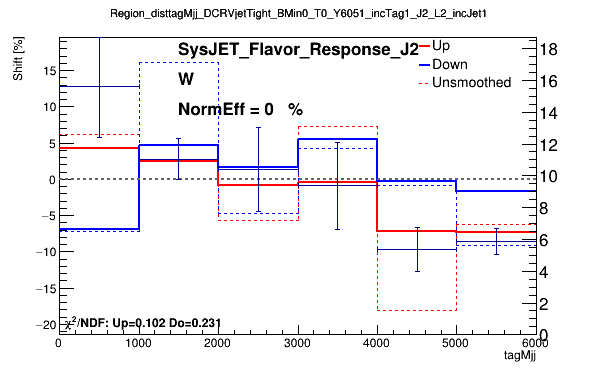 Region_disttagMjj_DCRVjetTight_BMin0_T0_Y6051_incTag1_J2_L2_incJet1
Shift [%]
SysJET_Flavor_Response_J2
W
NormEff = 0 %
Up
Down
Unsmoothed
15
10
5
0
−5
−10
−15
−20
18
16
14
12
10
8
6
4
2
0
χ²/NDF: Up=0.102 Do=0.231
0 1000 2000 3000 4000 5000 6000
tagMjj